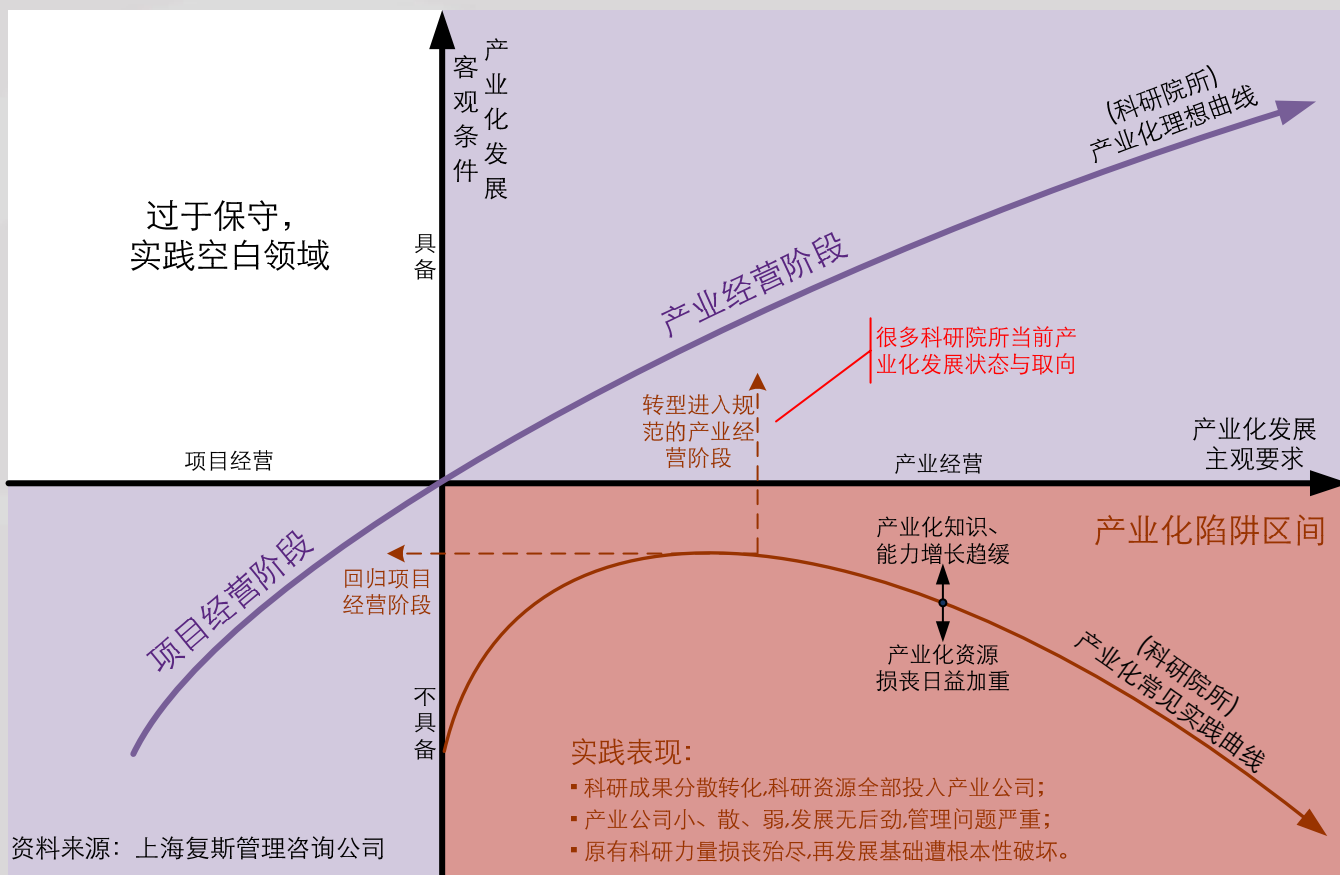 产业化发展
客观条件
(科研院所)
产业化理想曲线
过于保守，
实践空白领域
具备
产业经营阶段
很多科研院所当前产
业化发展状态与取向
转型进入规
范的产业经
营阶段
产业化发展
主观要求
项目经营
产业经营
产业化陷阱区间
产业化知识、
能力增长趋缓
项目经营阶段
回归项目
经营阶段
产业化资源
损丧日益加重
(科研院所)
产业化常见实践曲线
不具备
实践表现：
▪ 科研成果分散转化,科研资源全部投入产业公司；
▪ 产业公司小、散、弱,发展无后劲,管理问题严重；
▪ 原有科研力量损丧殆尽,再发展基础遭根本性破坏。
资料来源：上海复斯管理咨询公司